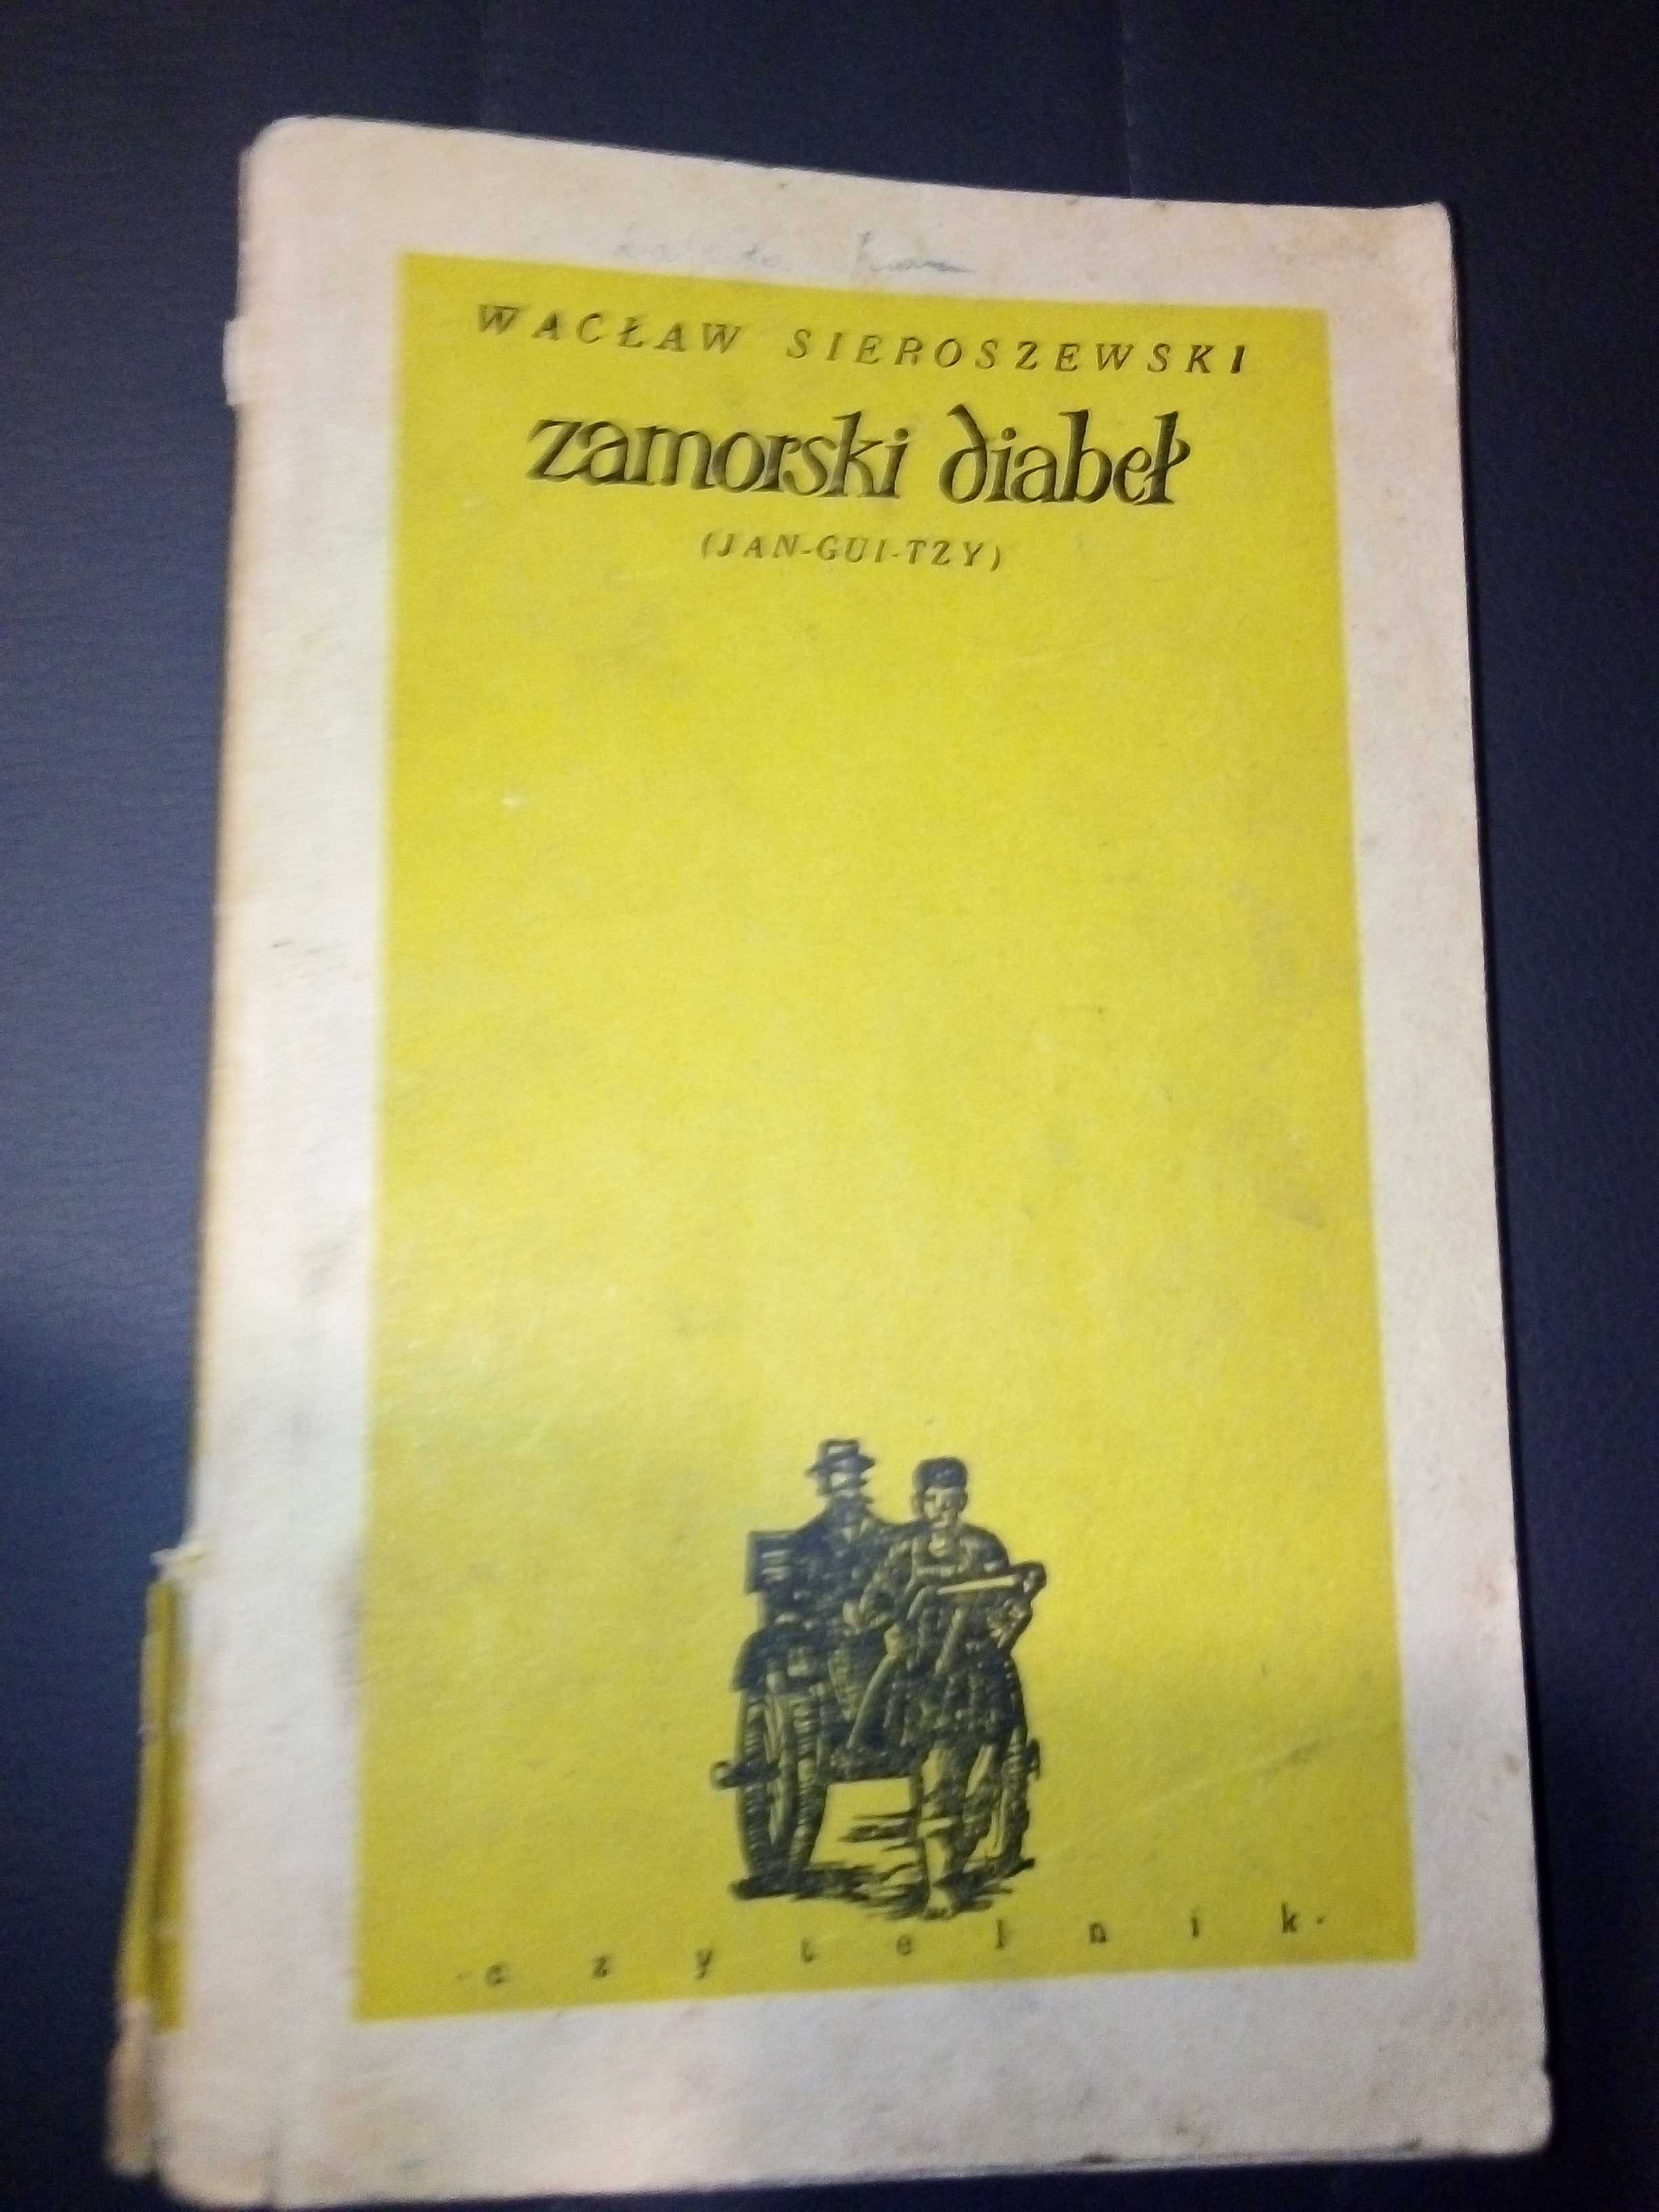 WACŁAW SIEROSZEWSKI
zamorski diabeł
(JAN-GUI-TZY)
czytelnik